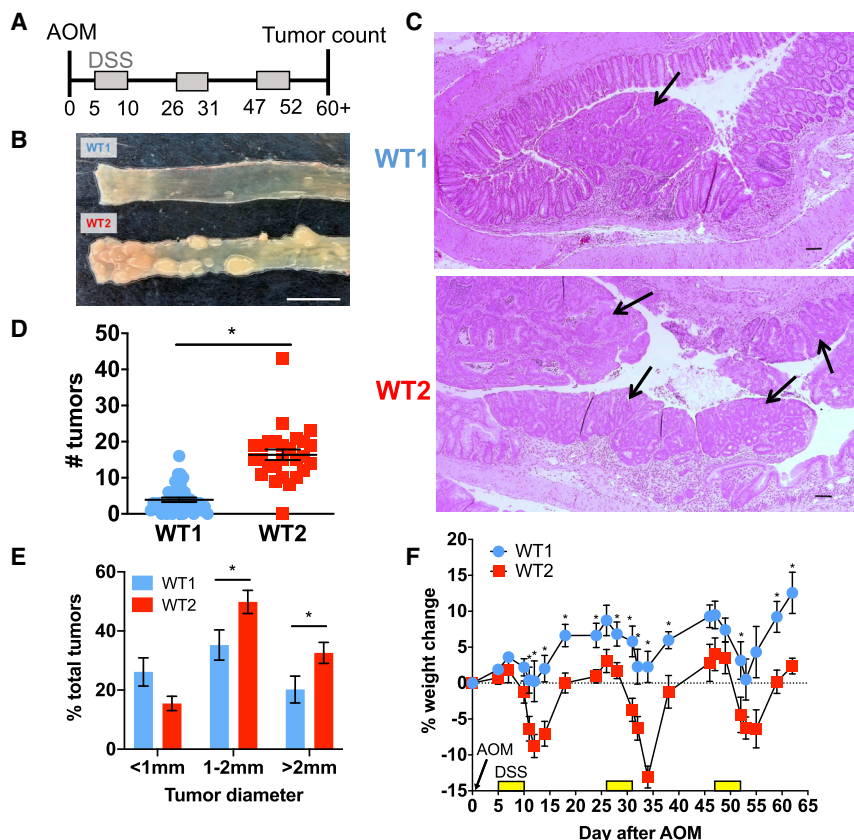 A
AOM
Tumor count
DSS
0 5 10 26 31 47 52 60+
B
WT1
WT2
C
WT1
WT2
D
50
40
30
20
10
0
# tumors
*
WT1 WT2
E
60
40
20
0
% total tumors
WT1
WT2
*
*
<1mm 1-2mm >2mm
Tumor diameter
F
20
15
10
5
0
-5
-10
-15
% weight change
WT1
WT2
* * * * * * * * * * * * *
AOM
DSS
0 5 10 15 20 25 30 35 40 45 50 55 60 65
Day after AOM